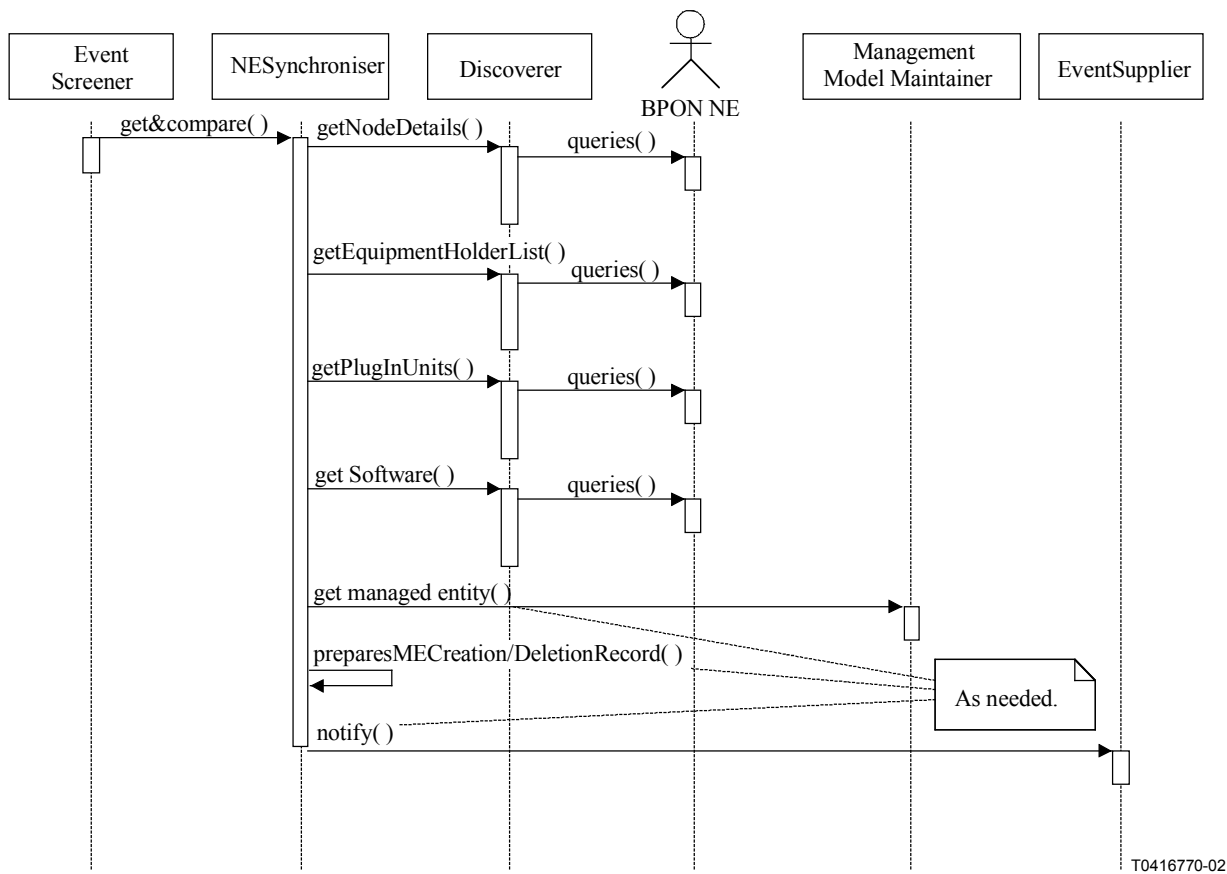 Event
Screener
NESynchroniser
Discoverer
BPON NE
Management
Model Maintainer
EventSupplier
get&compare( )
getNodeDetails( )
queries( )
getEquipmentHolderList( )
queries( )
getPlugInUnits( )
queries( )
get Software( )
queries( )
get managed entity( )
preparesMECreation/DeletionRecord( )
As needed.
notify( )
T0416770-02